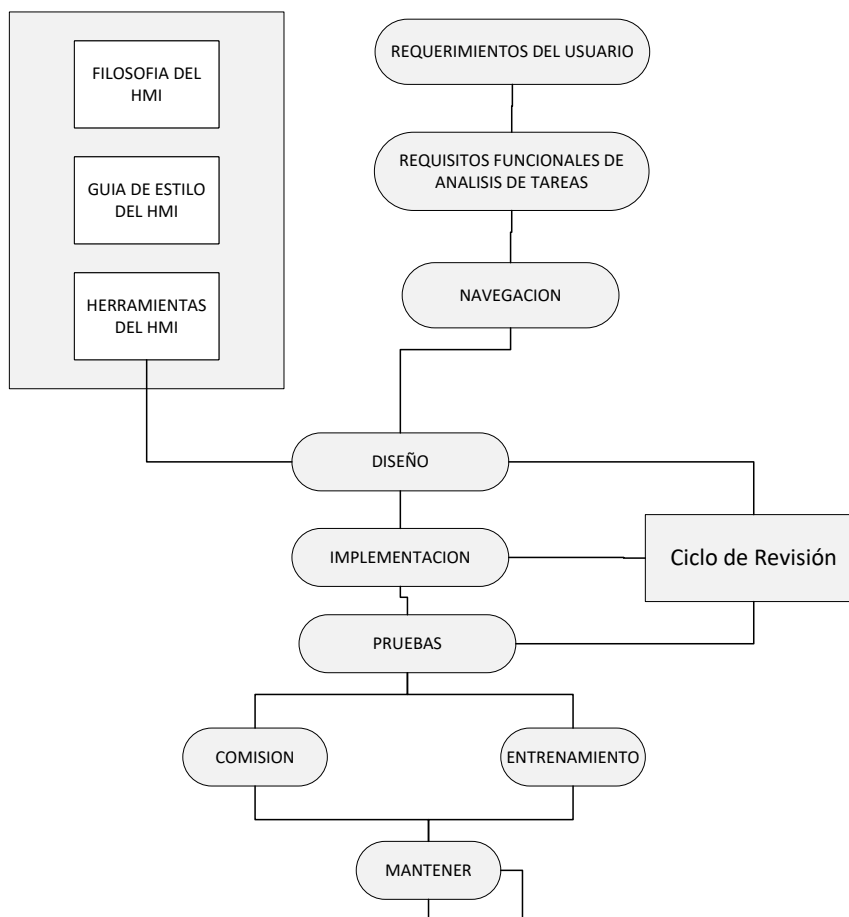 FILOSOFIA DEL
HMI
GUIA DE ESTILO
DEL HMI
HERRAMIENTAS
DEL HMI
REQUERIMIENTOS DEL USUARIO
REQUISITOS FUNCIONALES DE
ANALISIS DE TAREAS
NAVEGACION
DISEÑO
IMPLEMENTACION
Ciclo de Revisión
PRUEBAS
COMISION
ENTRENAMIENTO
MANTENER